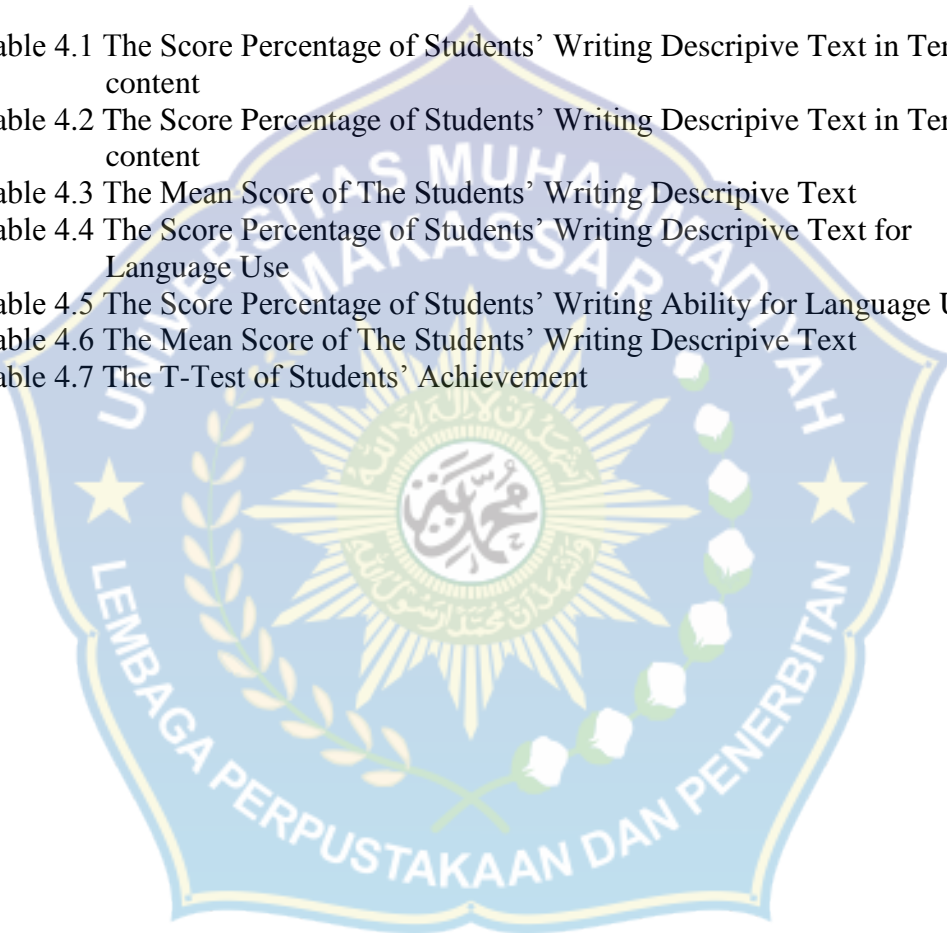 able 4.1 The Score Percentage of Students’ Writing Descripive Text in Ter
content
able 4.2 The Score Percentage of Students’ Writing Descripive Text in Ter
content
able 4.3 The Mean Score of The Students’ Writing Descripive Text
able 4.4 The Score Percentage of Students’ Writing Descripive Text for
Language Use
able 4.5 The Score Percentage of Students’ Writing Ability for Language U
able 4.6 The Mean Score of The Students’ Writing Descripive Text
able 4.7 The T-Test of Students’ Achievement
UNIVERSITAS MUHAMMADIYAH
MAKASSAR
محمد
LEMBAGA PERPUSTAKAAN DAN PENERBITAN